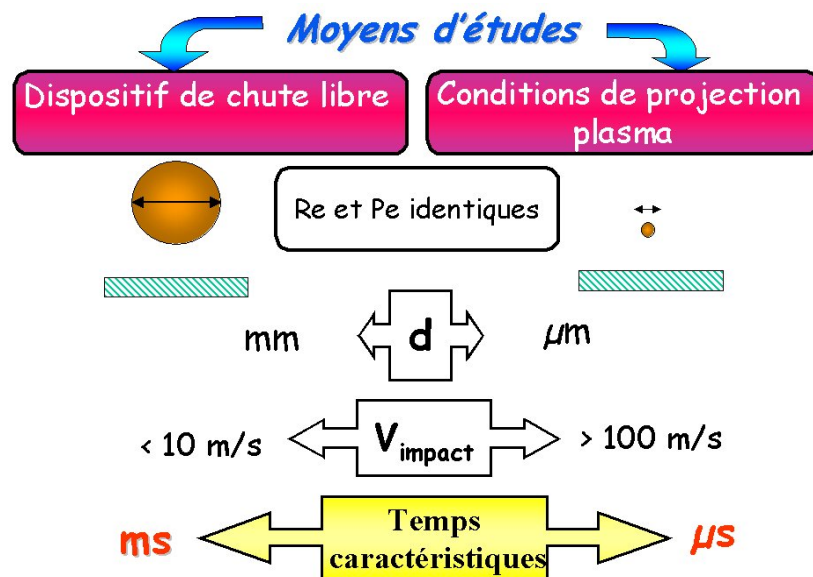 Moyens d'études
Dispositif de chute libre
Conditions de projection
plasma
Re et Pe identiques
mm
d
µm
< 10 m/s
Vimpact
> 100 m/s
ms
Temps
caractéristiques
µs